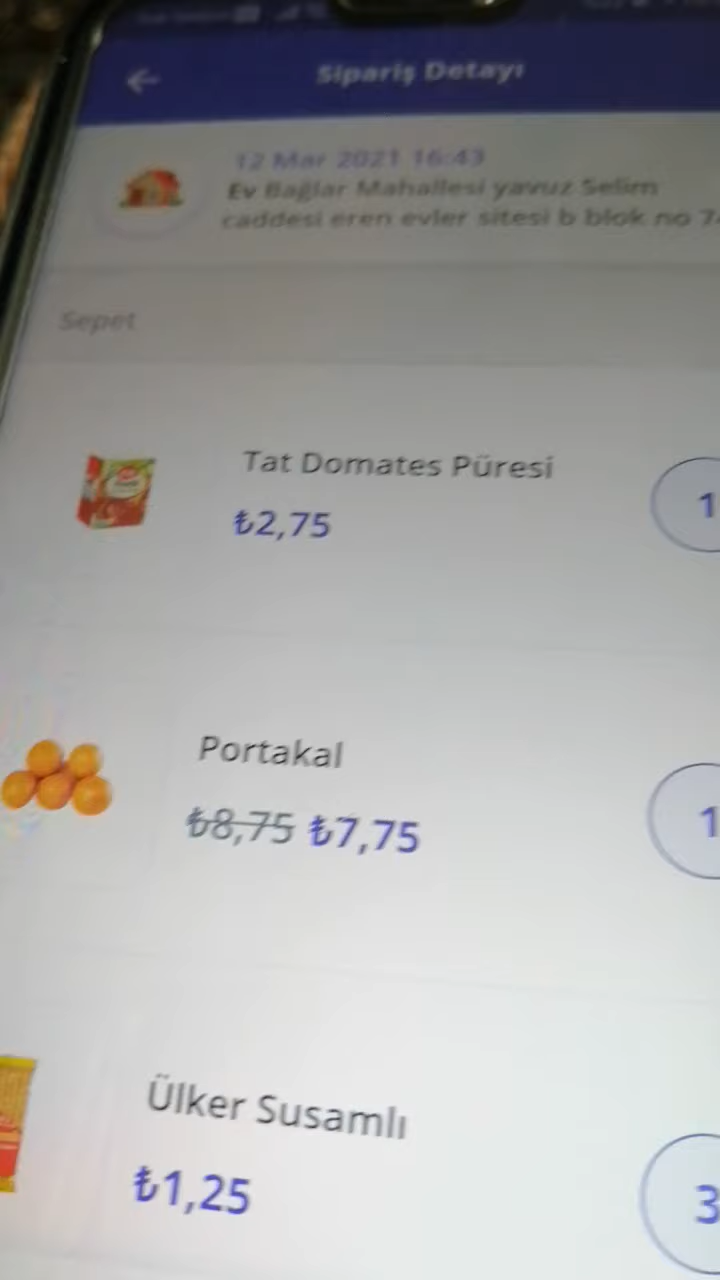 Sipariş Detayı
12 Mar 2021 16:43
Ev Bağlar Mahallesi yavuz Selim
caddesi eren evler sitesi b blok no
Sepet
Tat Domates Püresi
₺2,75
1
Portakal
₺8,75 ₺7,75
1
Ülker Susamlı
₺1,25
3